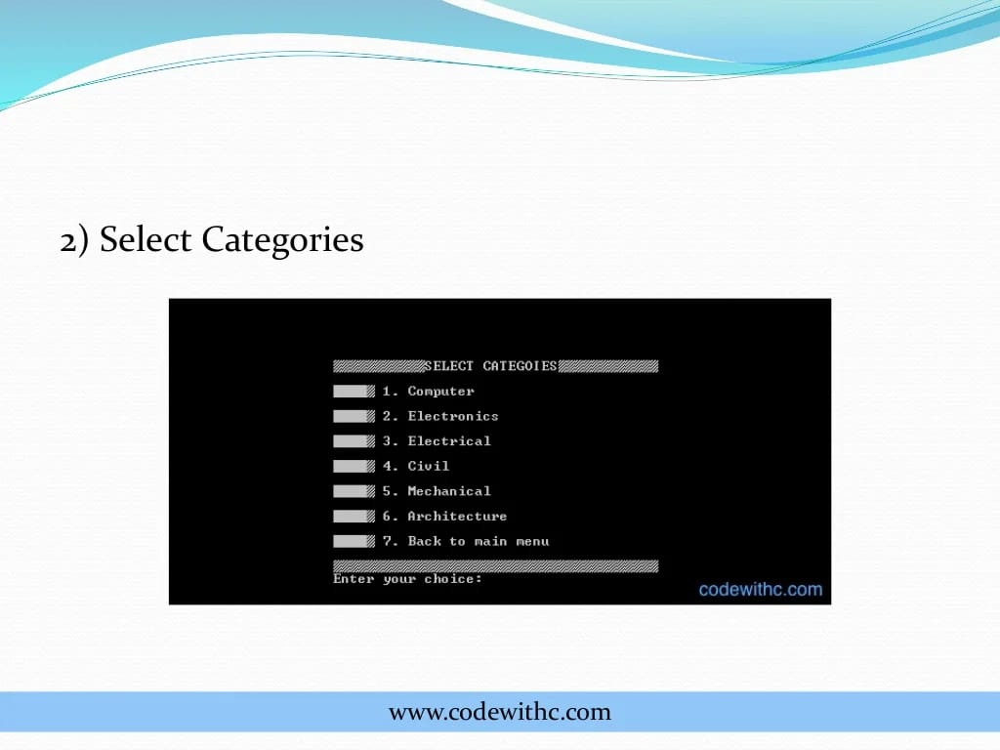 2) Select Categories
SELECT CATEGOIES
1. Computer
2. Electronics
3. Electrical
4. Civil
5. Mechanical
6. Architecture
7. Back to main menu
Enter your choice:
codewithc.com
www.codewithc.com